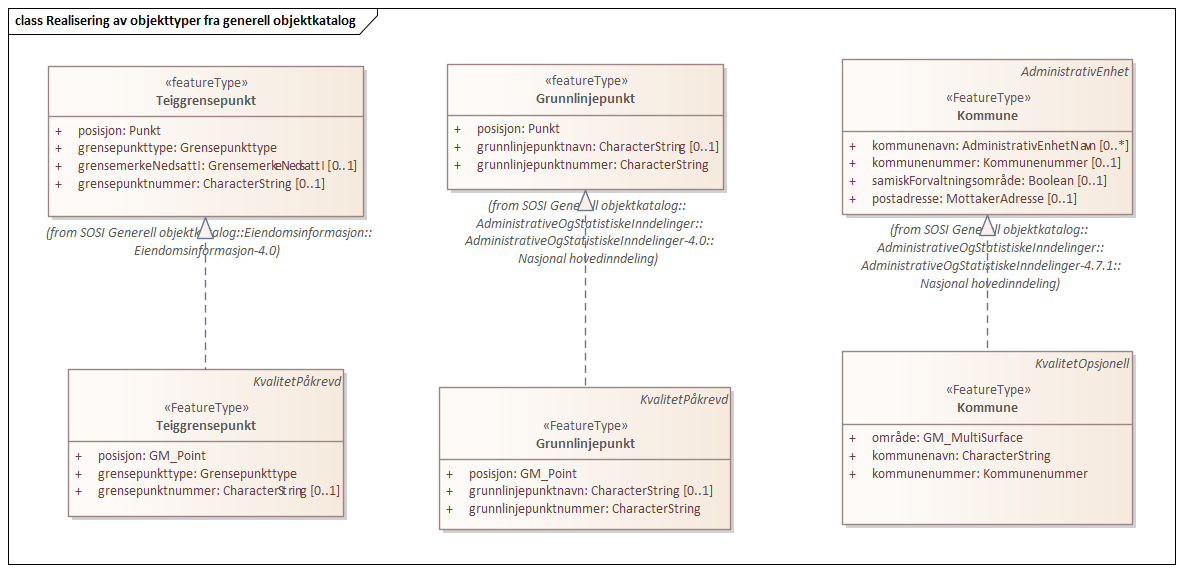 class Realisering av objekttyper fra generell objektkatalog
«featureType»
Teiggrensepunkt
+ posisjon: Punkt
+ grensepunkttype: Grensepunkttype
+ grensemerkeNedsattI: GrensemerkeNedsattI [0..1]
+ grensepunktnummer: CharacterString [0..1]
(from SOSI Generell objektkatalog::Eiendomsinformasjon::
Eiendomsinformasjon-4.0)
«featureType»
Grunnlinjepunkt
+ posisjon: Punkt
+ grunnlinjepunktnavn: CharacterString [0..1]
+ grunnlinjepunktnummer: CharacterString
(from SOSI Generell objektkatalog::
AdministrativeOgStatistiskeInndelinger::
AdministrativeOgStatistiskeInndelinger-4.0::
Nasjonal hovedinndeling)
AdministrativEnhet
«FeatureType»
Kommune
+ kommunenavn: AdministrativEnhetNavn [0..*]
+ kommunenummer: Kommunenummer [0..1]
+ samiskForvaltningsområde: Boolean [0..1]
+ postadresse: MottakerAdresse [0..1]
(from SOSI Generell objektkatalog::
AdministrativeOgStatistiskeInndelinger::
AdministrativeOgStatistiskeInndelinger-4.7.1::
Nasjonal hovedinndeling)
KvalitetPåkrevd
«FeatureType»
Teiggrensepunkt
+ posisjon: GM_Point
+ grensepunkttype: Grensepunkttype
+ grensepunktnummer: CharacterString [0..1]
KvalitetPåkrevd
«FeatureType»
Grunnlinjepunkt
+ posisjon: GM_Point
+ grunnlinjepunktnavn: CharacterString [0..1]
+ grunnlinjepunktnummer: CharacterString
KvalitetOpsjonell
«FeatureType»
Kommune
+ område: GM_MultiSurface
+ kommunenavn: CharacterString
+ kommunenummer: Kommunenummer